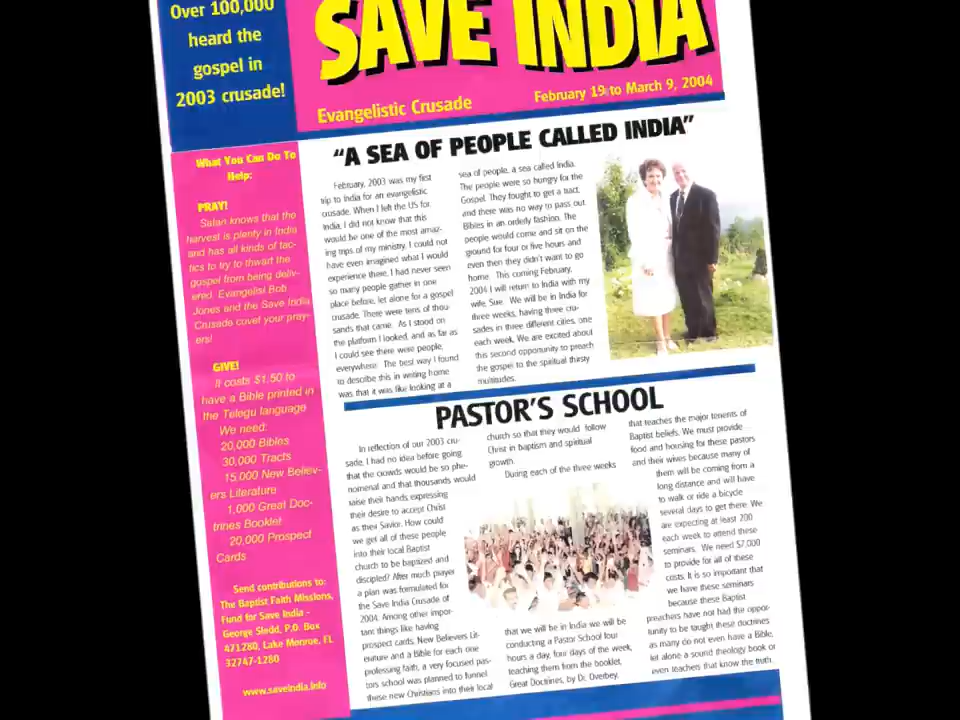 Over 100,000
heard the
gospel in
2003 crusade!
SAVE INDIA
Evangelistic Crusade
February 19 to March 9, 2004
What You Can Do To
Help:
PRAY!
Satan knows that the
harvest is plenty in India
and has all kinds of tac-
tics to try to thwart the
gospel from being deliv-
ered. Evangelist Bob
Jones and the Save India
Crusade covet your pray-
ers!
GIVE!
It costs $1.50 to
have a Bible printed in
the Telegu language
We need:
20,000 Bibles
30,000 Tracts
15,000 New Believ-
ers Literature
1,000 Great Doc-
trines Booklet
20,000 Prospect
Cards
Send contributions to:
The Baptist Faith Missions,
Fund for Save India -
George Sledd, P.O. Box
471280, Lake Monroe, FL
32747-1280
www.saveindia.info
"A SEA OF PEOPLE CALLED INDIA"
February, 2003 was my first
trip to India for an evangelistic
crusade. When I left the US for
India, I did not know that this
would be one of the most amaz-
ing trips of my ministry. I could not
have even imagined what I would
experience there. I had never seen
so many people gather in one
place before, let alone for a gospel
crusade. There were tens of thou-
sands that came. As I stood on
the platform I looked, and as far as
I could see there were people,
everywhere. The best way I found
to describe this in writing home
was that it was like looking at a
sea of people, a sea called India.
The people were so hungry for the
Gospel. They fought to get a tract,
and there was no way to pass out
Bibles in an orderly fashion. The
people would come and sit on the
ground for four or five hours and
even then they didn't want to go
home. This coming February,
2004 I will return to India with my
wife, Sue. We will be in India for
three weeks, having three cru-
sades in three different cities, one
each week. We are excited about
this second opportunity to preach
the gospel to the spiritual thirsty
multitudes.
PASTOR'S SCHOOL
In reflection of our 2003 cru-
sade, I had no idea before going
that the crowds would be so phe-
nomenal and that thousands would
raise their hands expressing
their desire to accept Christ
as their Savior. How could
we get all of these people
into their local Baptist
church to be baptized and
discipled? After much prayer
a plan was formulated for
the Save India Crusade of
2004. Among other impor-
tant things like having
prospect cards, New Believers Lit-
erature and a Bible for each one
professing faith, a very focused pas-
tors school was planned to funnel
these new Christians into their local
church so that they would follow
Christ in baptism and spiritual
growth.
During each of the three weeks
that we will be in India we will be
conducting a Pastor School four
hours a day, four days of the week,
teaching them from the booklet,
Great Doctrines, by Dr. Overbey,
that teaches the major tenents of
Baptist beliefs. We must provide
food and housing for these pastors
and their wives because many of
them will be coming from a
long distance and will have
to walk or ride a bicycle
several days to get there. We
are expecting at least 200
each week to attend these
seminars. We need $7,000
to provide for all of these
costs. It is so important that
we have these seminars
because these Baptist
preachers have not had the oppor-
tunity to be taught these doctrines
as many do not even have a Bible,
let alone a sound theology book or
even teachers that know the truth.